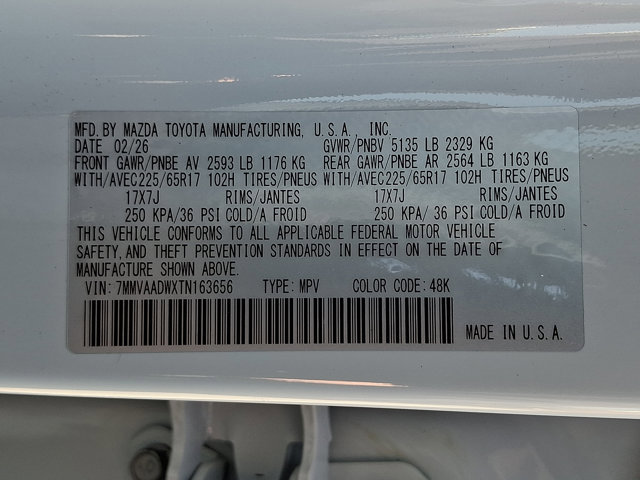 MFD. BY MAZDA TOYOTA MANUFACTURING, U.S.A., INC.
DATE 02/26 GVWR/PNBV 5135 LB 2329 KG
FRONT GAWR/PNBE AV 2593 LB 1176 KG REAR GAWR/PNBE AR 2564 LB 1163 KG
WITH/AVEC225/65R17 102H TIRES/PNEUS WITH/AVEC225/65R17 102H TIRES/PNEUS
17X7J RIMS/JANTES 17X7J RIMS/JANTES
250 KPA/36 PSI COLD/A FROID 250 KPA/ 36 PSI COLD/A FROID
THIS VEHICLE CONFORMS TO ALL APPLICABLE FEDERAL MOTOR VEHICLE
SAFETY, AND THEFT PREVENTION STANDARDS IN EFFECT ON THE DATE OF
MANUFACTURE SHOWN ABOVE.
VIN: 7MMVAADWXTN163656 TYPE: MPV COLOR CODE: 48K
MADE IN U.S.A.